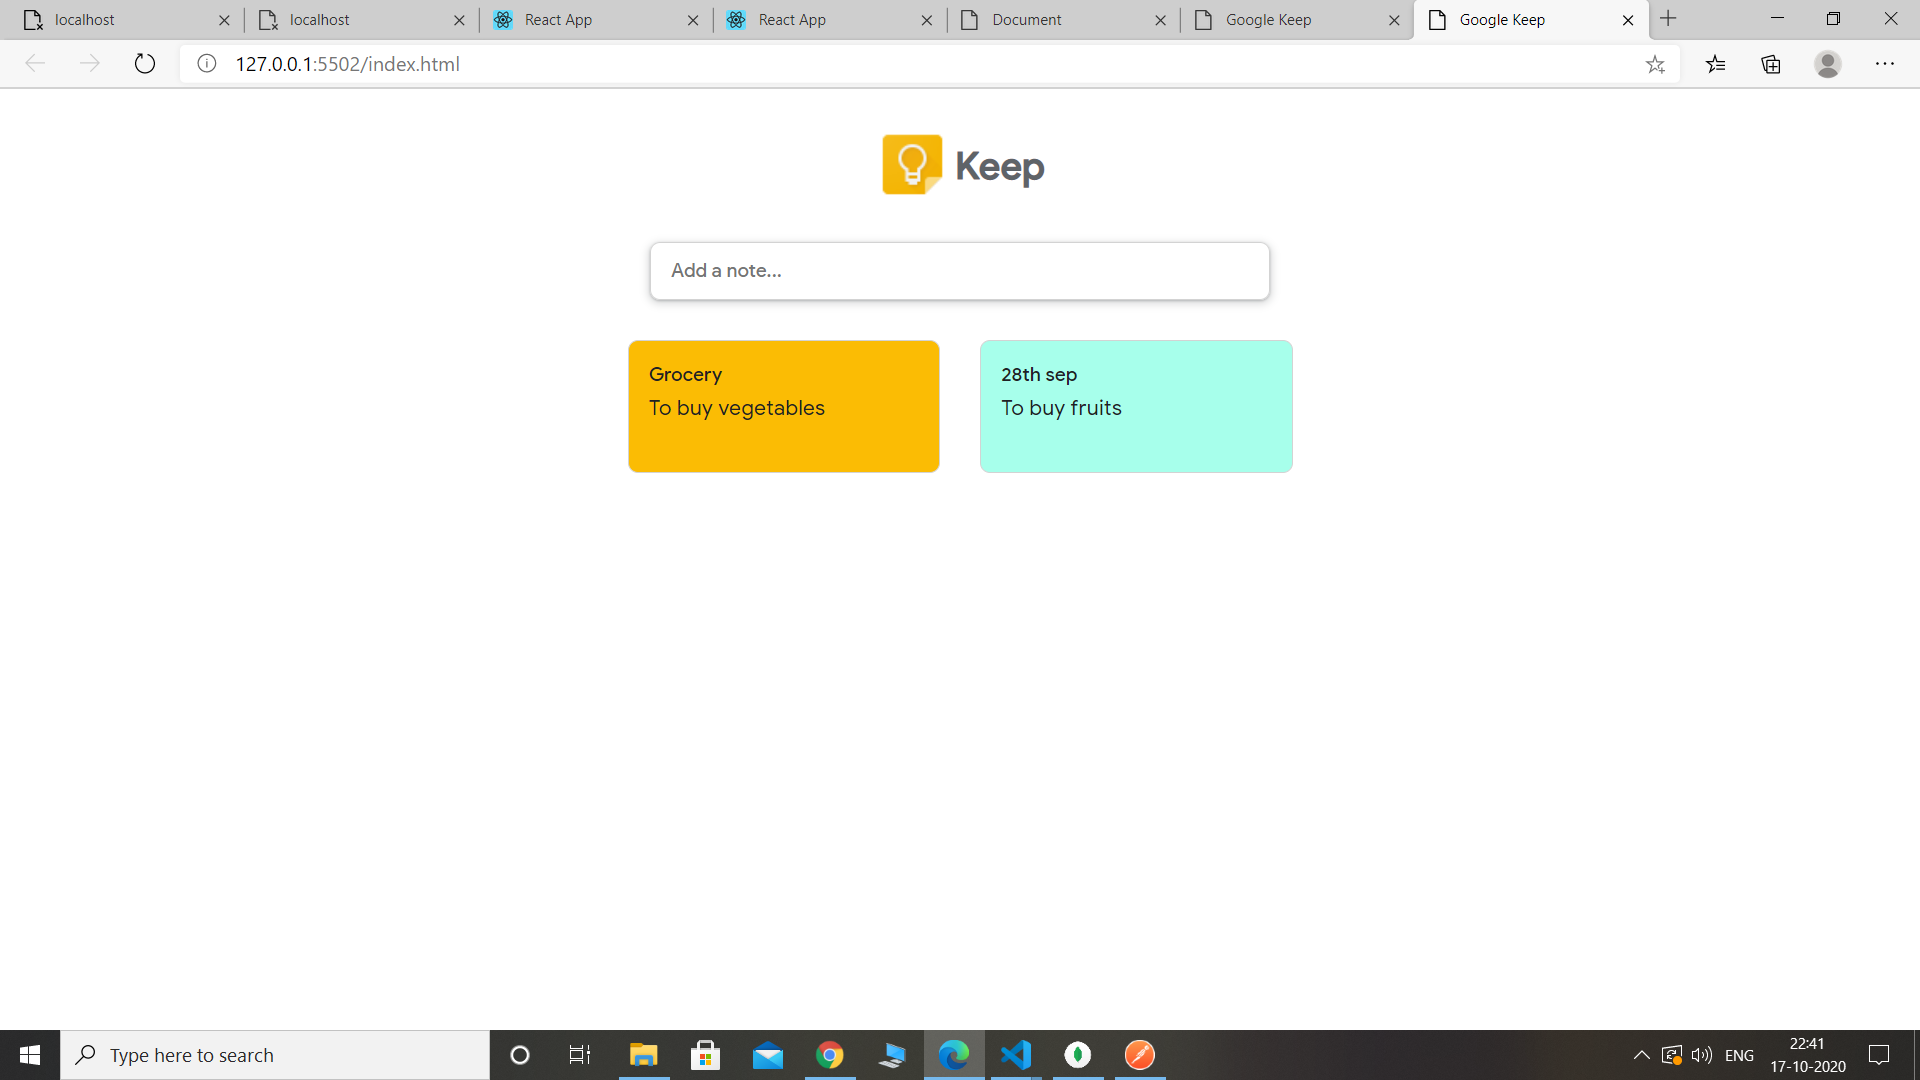 localhost
localhost
React App
React App
Document
Google Keep
Google Keep
127.0.0.1:5502/index.html
Keep
Add a note...
Grocery
To buy vegetables
28th sep
To buy fruits
Type here to search
ENG
22:41
17-10-2020